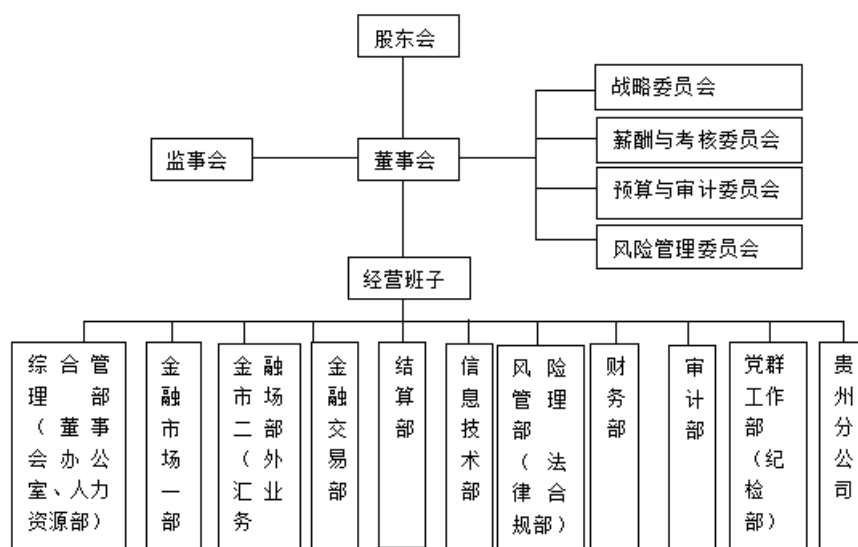 股东会
战略委员会
监事会
董事会
薪酬与考核委员会
预算与审计委员会
风险管理委员会
经营班子
综合管
理部
（董事
会办公
室、人力
资源部）
金
融
市
场
一
部
金融
市场
二部
（外
汇业
务
金
融
交
易
部
结
算
部
信
息
技
术
部
风险
管理
部
（法
律合
规部）
财
务
部
审
计
部
党群
工作
部
（纪
检
部）
贵
州
分
公
司